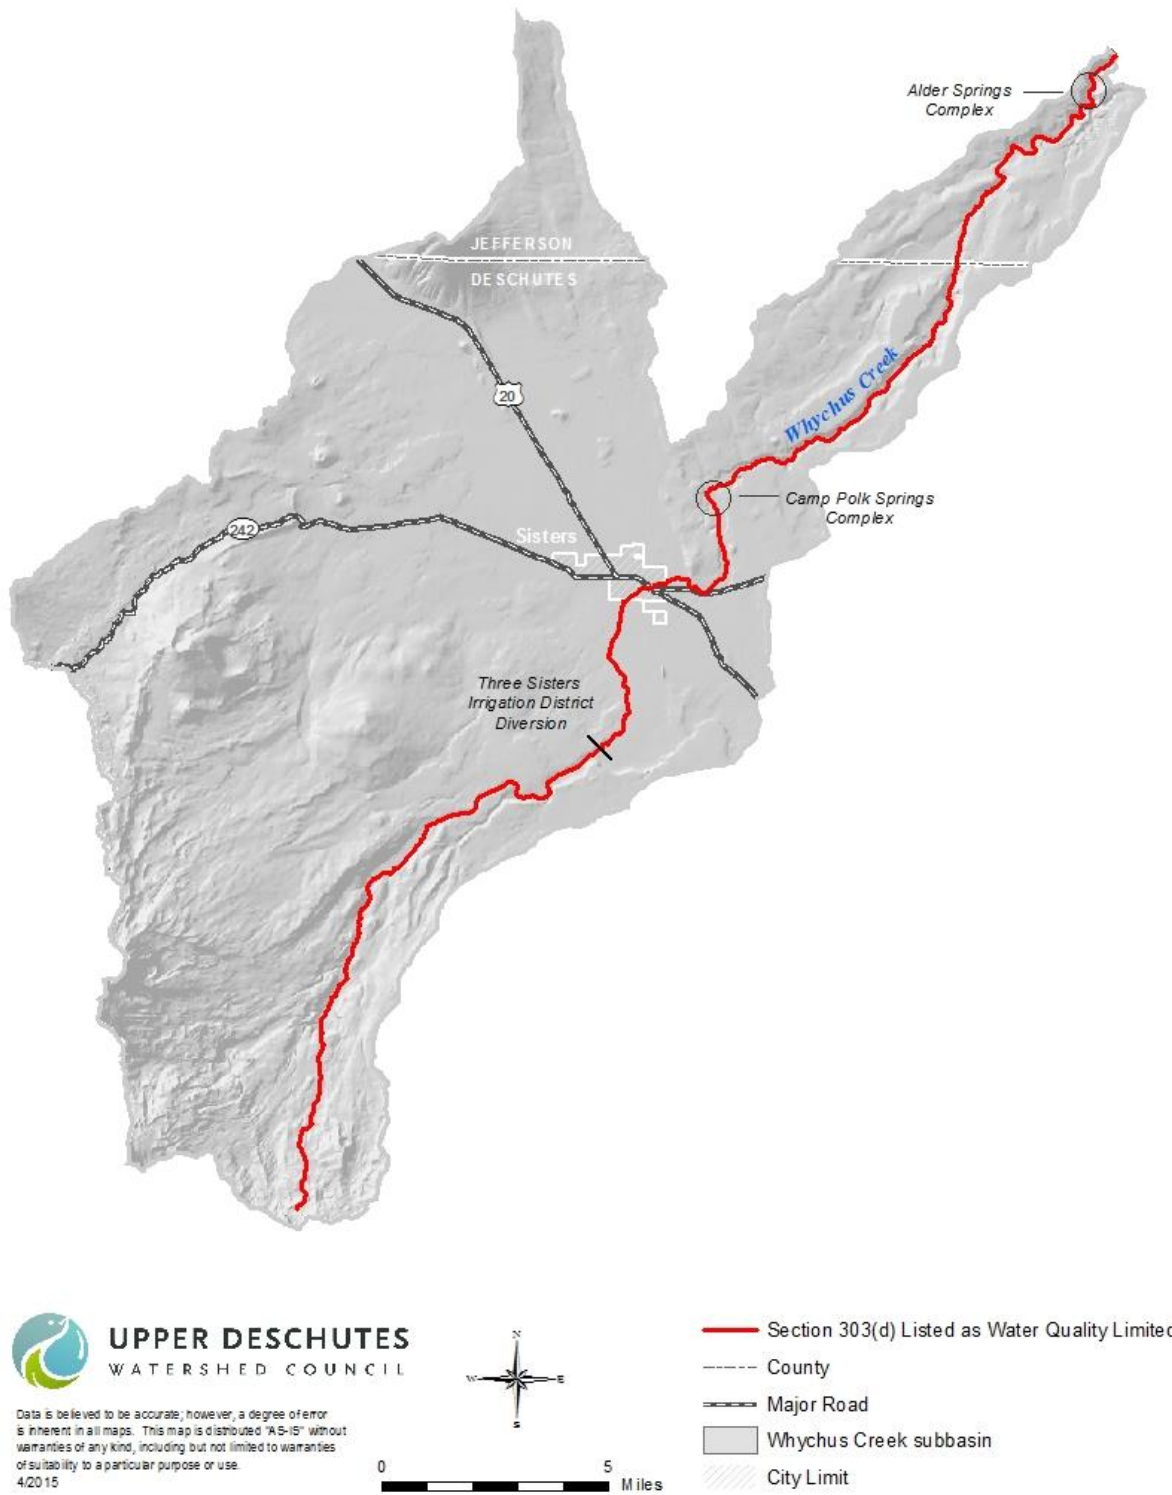 Alder Springs
Complex
JEFFERSON
DESCHUTES
20
Whychus Creek
Camp Polk Springs
Complex
242
Sisters
Three Sisters
Irrigation District
Diversion
UPPER DESCHUTES
WATERSHED COUNCIL
Data is believed to be accurate; however, a degree of error
is inherent in all maps. This map is distributed "AS-IS" without
warranties of any kind, including but not limited to warranties
of suitability to a particular purpose or use.
4/2015
N
W
E
S
0
5
Miles
Section 303(d) Listed as Water Quality Limited
County
Major Road
Whychus Creek subbasin
City Limit